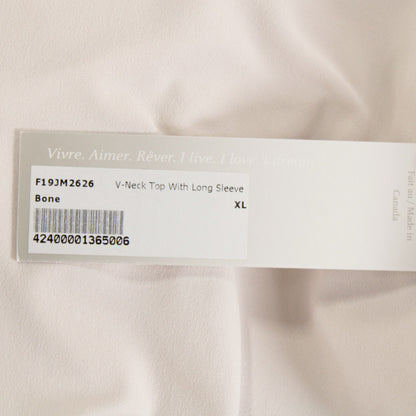 Vivre. Aimer. Rêver. I live. I love. I dream.
F19JM2626
V-Neck Top With Long Sleeve
Bone
XL
42400001365006
Fait au / Made in
Canada